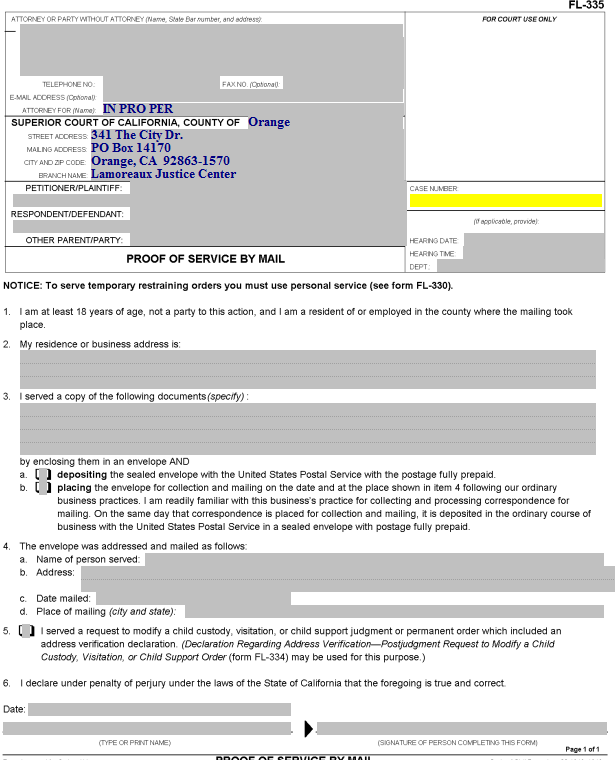 FL-335
ATTORNEY OR PARTY WITHOUT ATTORNEY (Name, State Bar number, and address):
FOR COURT USE ONLY
TELEPHONE NO.:
FAX NO. (Optional):
E-MAIL ADDRESS (Optional):
ATTORNEY FOR (Name): IN PRO PER
SUPERIOR COURT OF CALIFORNIA, COUNTY OF Orange
STREET ADDRESS: 341 The City Dr.
MAILING ADDRESS: PO Box 14170
CITY AND ZIP CODE: Orange, CA 92863-1570
BRANCH NAME: Lamoreaux Justice Center
PETITIONER/PLAINTIFF:
RESPONDENT/DEFENDANT:
OTHER PARENT/PARTY:
CASE NUMBER:
(If applicable, provide):
HEARING DATE:
HEARING TIME:
DEPT.:
PROOF OF SERVICE BY MAIL
NOTICE: To serve temporary restraining orders you must use personal service (see form FL-330).
1. I am at least 18 years of age, not a party to this action, and I am a resident of or employed in the county where the mailing took
place.
2. My residence or business address is:
3. I served a copy of the following documents (specify) :
by enclosing them in an envelope AND
a. depositing the sealed envelope with the United States Postal Service with the postage fully prepaid.
b. placing the envelope for collection and mailing on the date and at the place shown in item 4 following our ordinary
business practices. I am readily familiar with this business's practice for collecting and processing correspondence for
mailing. On the same day that correspondence is placed for collection and mailing, it is deposited in the ordinary course of
business with the United States Postal Service in a sealed envelope with postage fully prepaid.
4. The envelope was addressed and mailed as follows:
a. Name of person served:
b. Address:
c. Date mailed:
d. Place of mailing (city and state):
5. I served a request to modify a child custody, visitation, or child support judgment or permanent order which included an
address verification declaration. (Declaration Regarding Address Verification—Postjudgment Request to Modify a Child
Custody, Visitation, or Child Support Order (form FL-334) may be used for this purpose.)
6. I declare under penalty of perjury under the laws of the State of California that the foregoing is true and correct.
Date:
(TYPE OR PRINT NAME)
(SIGNATURE OF PERSON COMPLETING THIS FORM)
Page 1 of 1
PROOF OF SERVICE BY MAIL